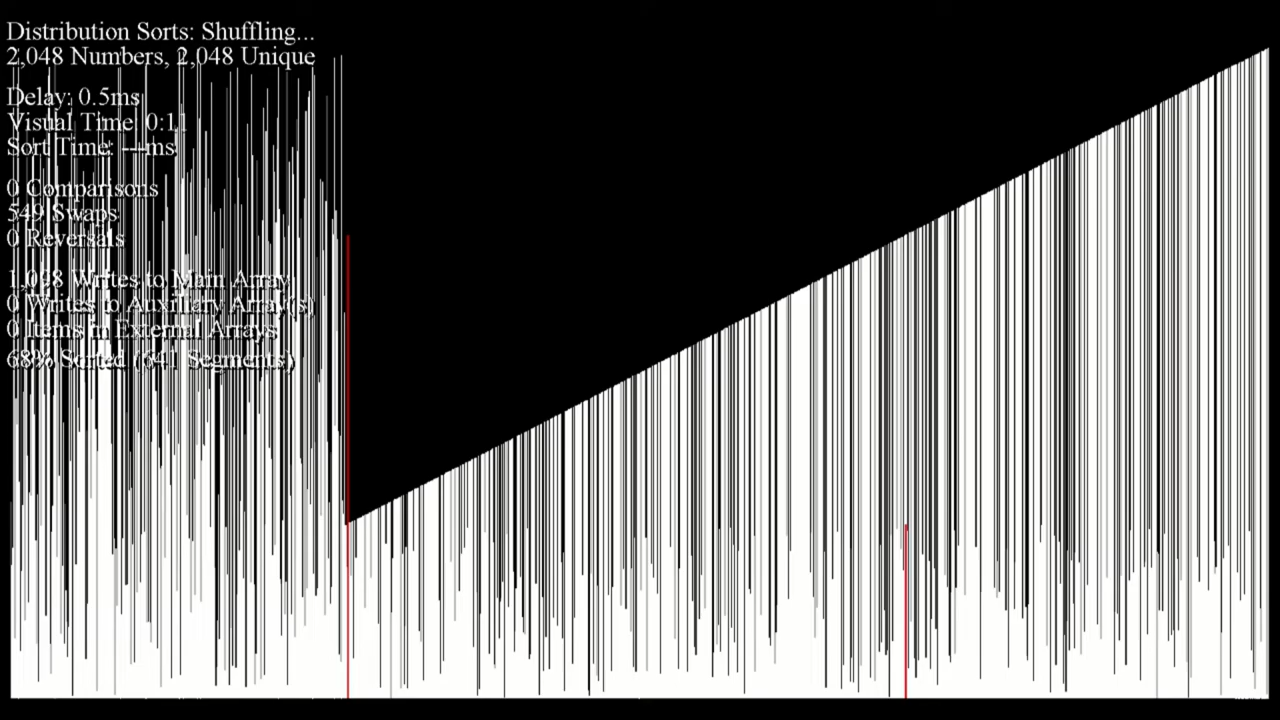 Distribution Sorts: Shuffling...
2,048 Numbers, 2,048 Unique
Delay: 0.5ms
Visual Time: 0:11
Sort Time: ---ms
0 Comparisons
549 Swaps
0 Reversals
1,098 Writes to Main Array
0 Writes to Auxiliary Array(s)
0 Items in External Arrays
68% Sorted (641 Segments)